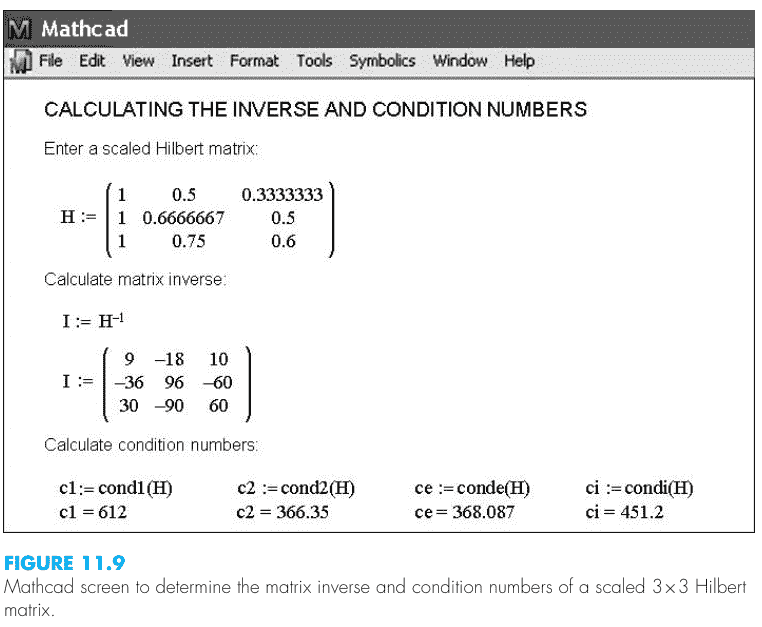 Mathcad
File Edit View Insert Format Tools Symbolics Window Help
CALCULATING THE INVERSE AND CONDITION NUMBERS
Enter a scaled Hilbert matrix:
1 0.5 0.3333333
H := 1 0.6666667 0.5
1 0.75 0.6
Calculate matrix inverse:
I := H⁻¹
9 −18 10
I := −36 96 −60
30 −90 60
Calculate condition numbers:
c1:= cond1(H) c2 := cond2(H) ce := conde(H) ci := condi(H)
c1 = 612 c2 = 366.35 ce = 368.087 ci = 451.2
FIGURE 11.9
Mathcad screen to determine the matrix inverse and condition numbers of a scaled 3 × 3 Hilbert
matrix.